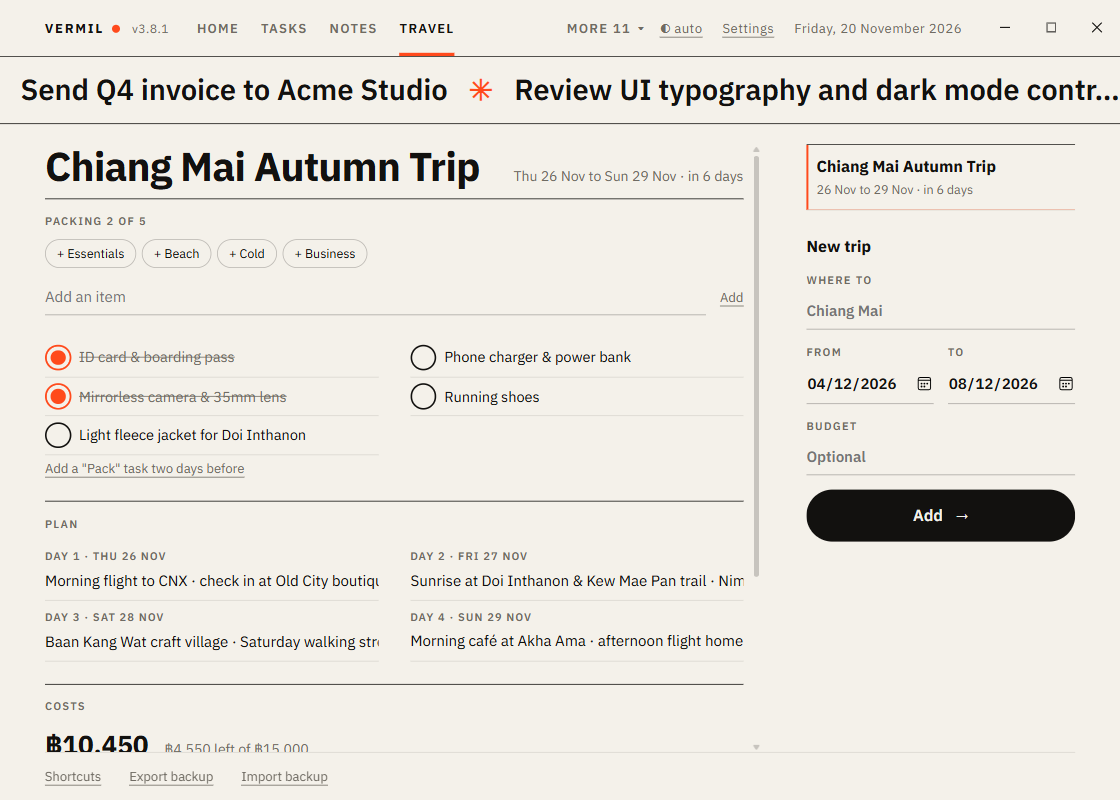 VERMIL v3.8.1 HOME TASKS NOTES TRAVEL MORE 11 auto Settings Friday, 20 November 2026
Send Q4 invoice to Acme Studio ✳ Review UI typography and dark mode contr...
Chiang Mai Autumn Trip Thu 26 Nov to Sun 29 Nov · in 6 days
PACKING 2 OF 5
+ Essentials + Beach + Cold + Business
Add an item Add
ID card & boarding pass Phone charger & power bank
Mirrorless camera & 35mm lens Running shoes
Light fleece jacket for Doi Inthanon
Add a "Pack" task two days before
PLAN
DAY 1 · THU 26 NOV DAY 2 · FRI 27 NOV
Morning flight to CNX · check in at Old City boutiqu Sunrise at Doi Inthanon & Kew Mae Pan trail · Nim
DAY 3 · SAT 28 NOV DAY 4 · SUN 29 NOV
Baan Kang Wat craft village · Saturday walking stre Morning café at Akha Ama · afternoon flight home
COSTS
฿10,450 ฿4,550 left of ฿15,000
Chiang Mai Autumn Trip
26 Nov to 29 Nov · in 6 days
New trip
WHERE TO
Chiang Mai
FROM TO
04/12/2026 08/12/2026
BUDGET
Optional
Add →
Shortcuts Export backup Import backup